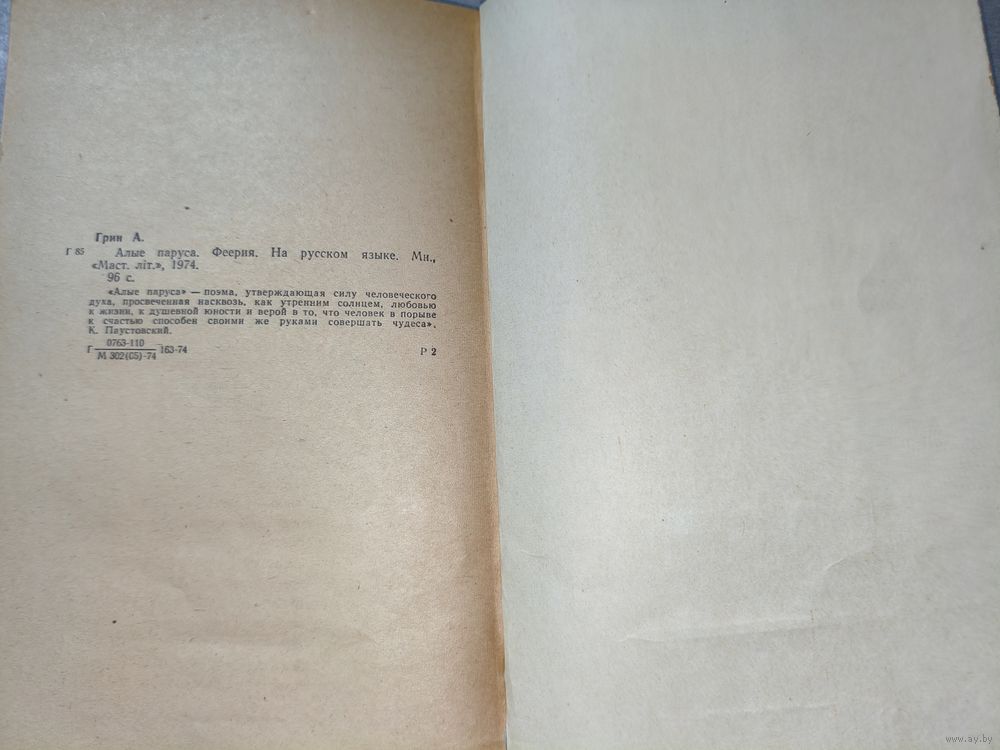 Грин А.
Г 85 Алые паруса. Феерия. На русском языке. Мн.,
«Маст. літ.», 1974.
96 с.
«Алые паруса» — поэма, утверждающая силу человеческого
духа, просвеченная насквозь, как утренним солнцем, любовью
к жизни, к душевной юности и верой в то, что человек в порыве
к счастью способен своими же руками совершать чудеса».
К. Паустовский.
0763-110
Г 163-74
М 302(05)-74
Р 2
www.ay.by